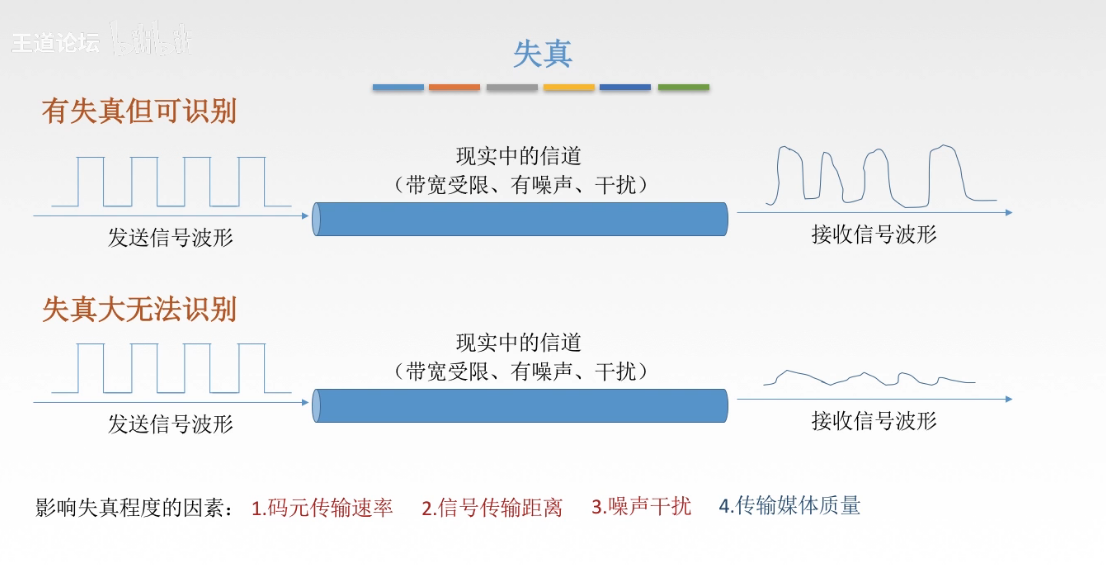 王道论坛
失真
有失真但可识别
现实中的信道
（带宽受限、有噪声、干扰）
发送信号波形
接收信号波形
失真大无法识别
现实中的信道
（带宽受限、有噪声、干扰）
发送信号波形
接收信号波形
影响失真程度的因素： 1.码元传输速率 2.信号传输距离 3.噪声干扰 4.传输媒体质量